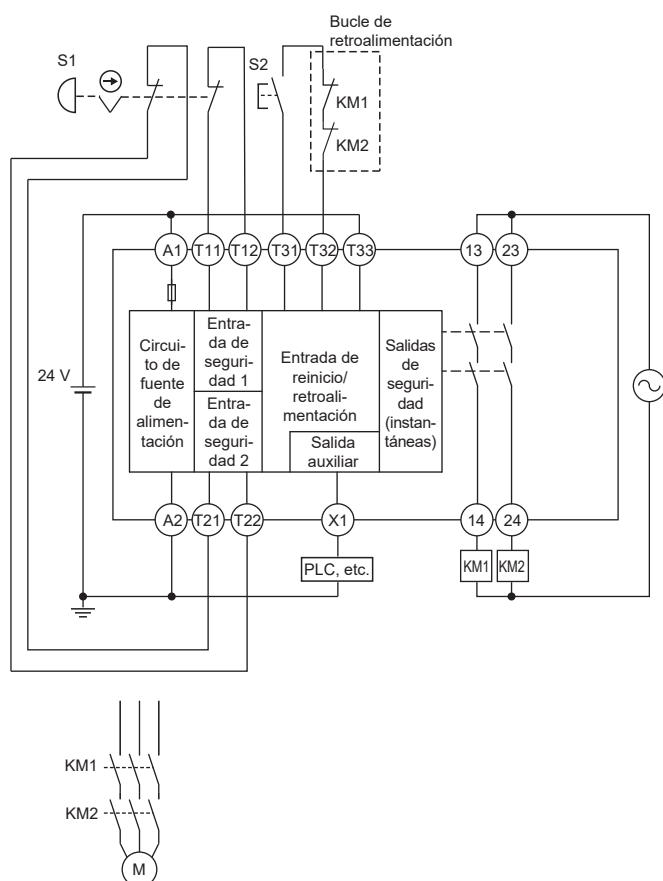 Bucle de
retroalimentación
S1
S2
KM1
KM2
A1
T11
T12
T31
T32
T33
13
23
24 V
Circui-
to de
fuente
de
alimen-
tación
Entra-
da de
seguri-
dad 1
Entra-
da de
seguri-
dad 2
Entrada de
reinicio/
retroali-
mentación
Salida
auxiliar
Salidas
de
seguridad
(instan-
táneas)
A2
T21
T22
X1
14
24
PLC, etc.
KM1
KM2
KM1
KM2
M